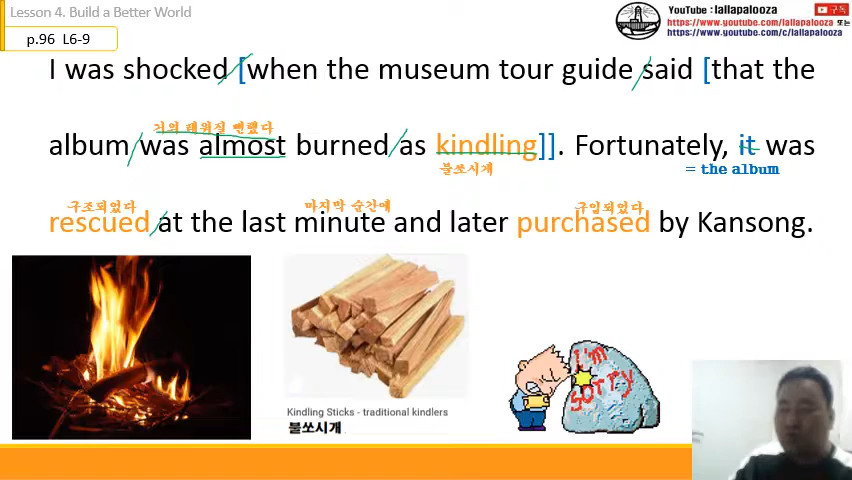 Lesson 4. Build a Better World
YouTube : lallapalooza
구독
https://www.youtube.com/lallapalooza 또는
https://www.youtube.com/c/lallapalooza
p.96 L6-9
I was shocked [when the museum tour guide said [that the
거의 태워질 뻔했다
album was almost burned as kindling]]. Fortunately, it was
불쏘시개
= the album
구조되었다 마지막 순간에 구입되었다
rescued at the last minute and later purchased by Kansong.
Kindling Sticks - traditional kindlers
불쏘시개
I'm
sorry